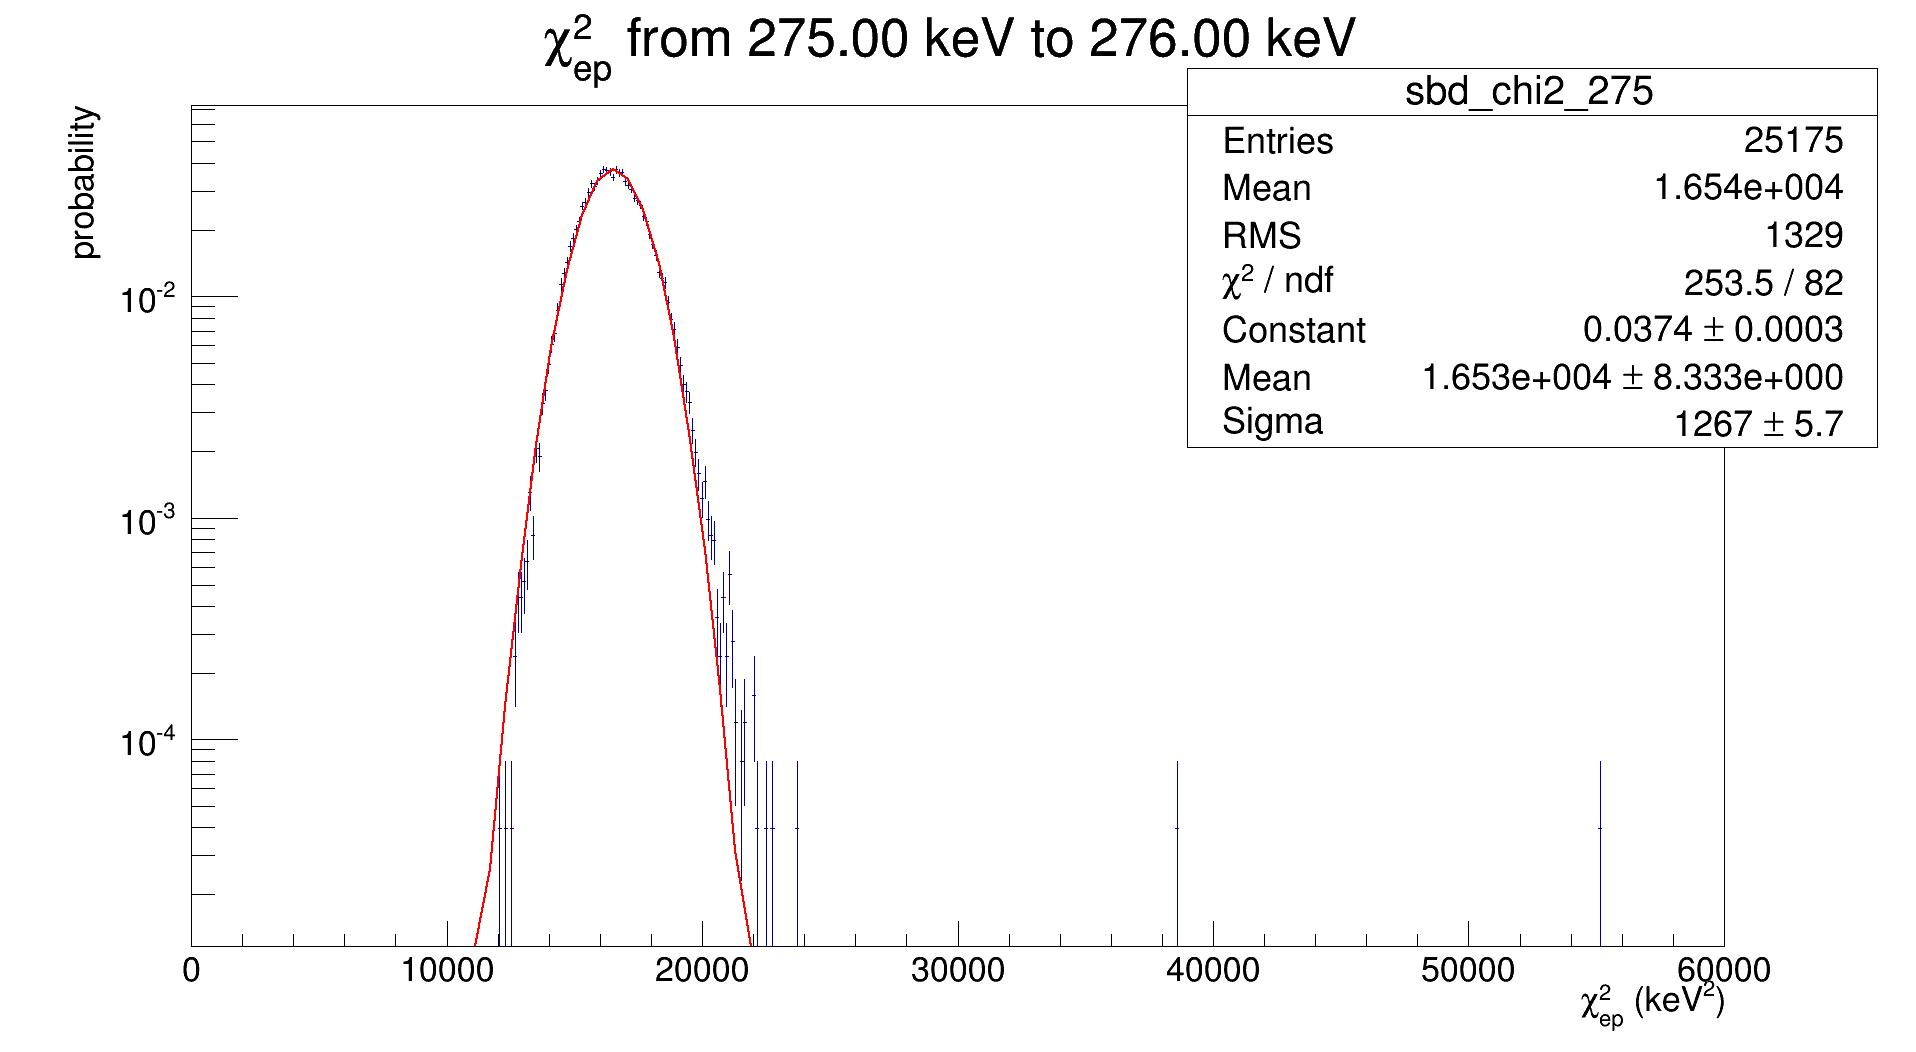 χ²ep from 275.00 keV to 276.00 keV
probability
sbd_chi2_275
Entries 25175
Mean 1.654e+004
RMS 1329
χ² / ndf 253.5 / 82
Constant 0.0374 ± 0.0003
Mean 1.653e+004 ± 8.333e+000
Sigma 1267 ± 5.7
10-2
10-3
10-4
0 10000 20000 30000 40000 50000 60000
χ²ep (keV²)